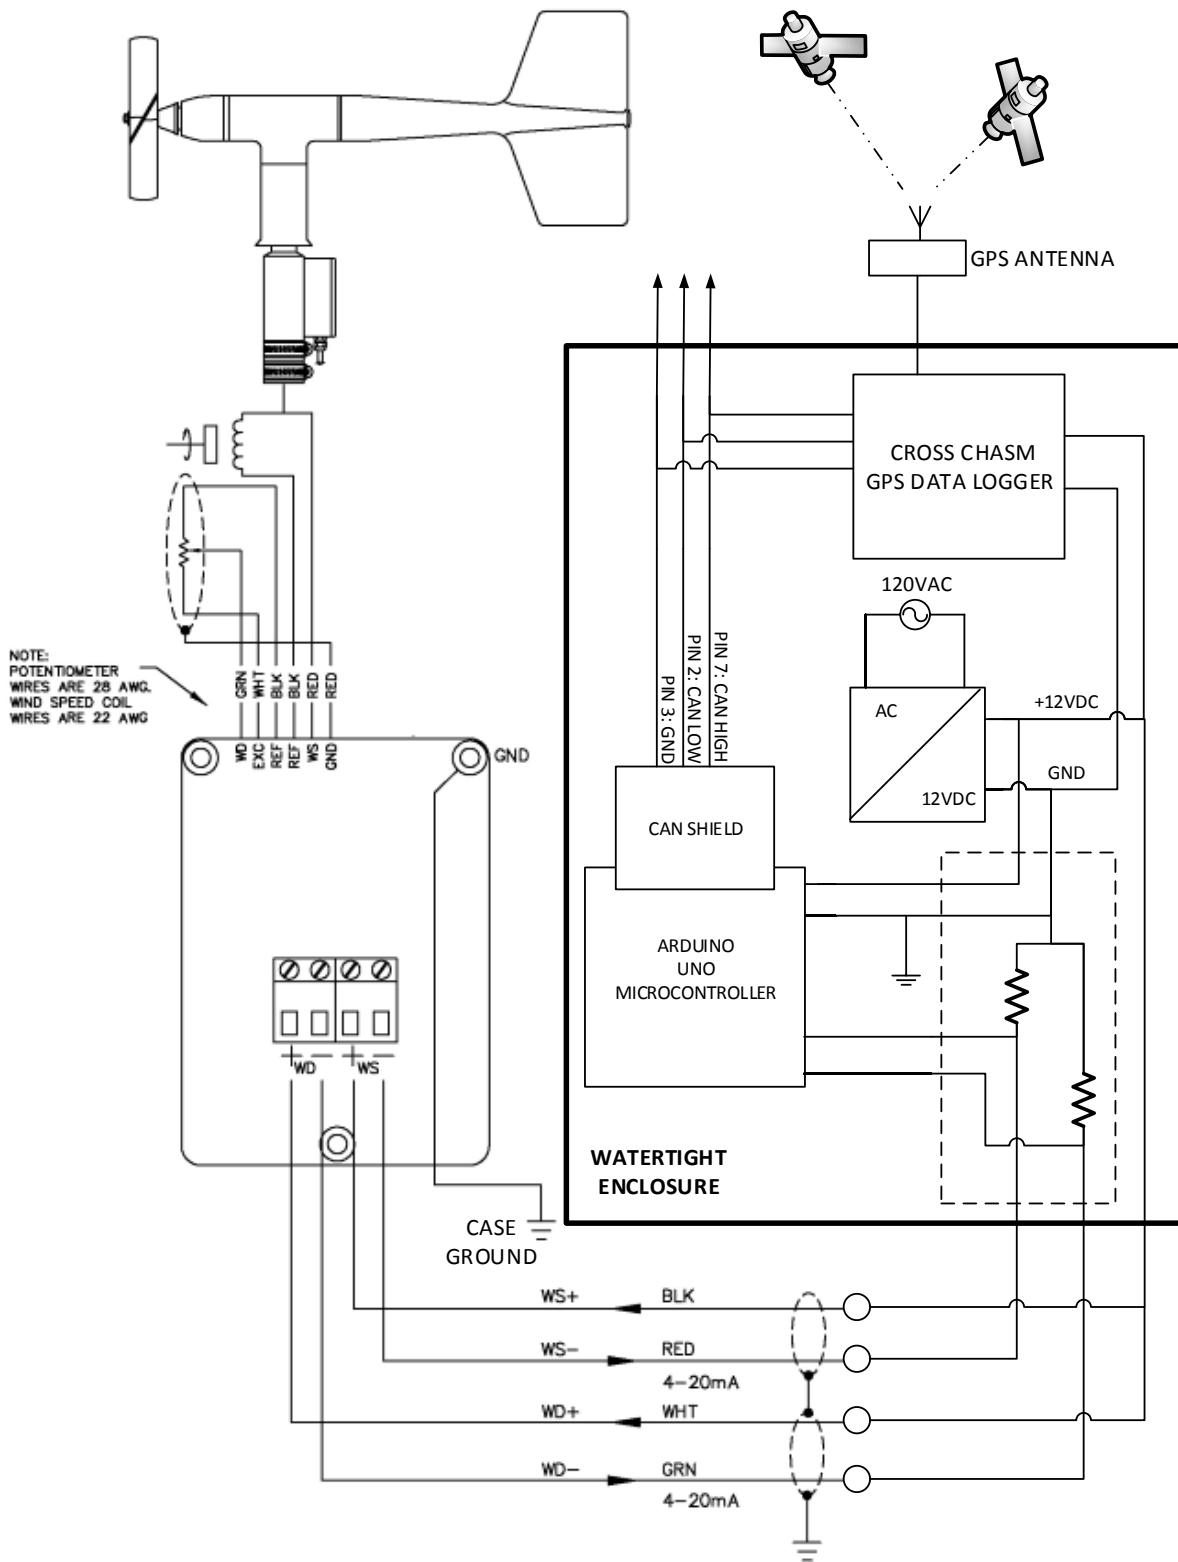 GPS ANTENNA
CROSS CHASM
GPS DATA LOGGER
120VAC
AC
12VDC
+12VDC
GND
PIN 3: GND
PIN 2: CAN LOW
PIN 7: CAN HIGH
CAN SHIELD
ARDUINO
UNO
MICROCONTROLLER
WATERTIGHT
ENCLOSURE
NOTE:
POTENTIOMETER
WIRES ARE 28 AWG.
WIND SPEED COIL
WIRES ARE 22 AWG
GRN
WHT
BLK
BLK
RED
RED
WD
EXC
REF
REF
WS
GND
GND
+ − + −
WD WS
CASE
GROUND
WS+ BLK
WS− RED
4−20mA
WD+ WHT
WD− GRN
4−20mA